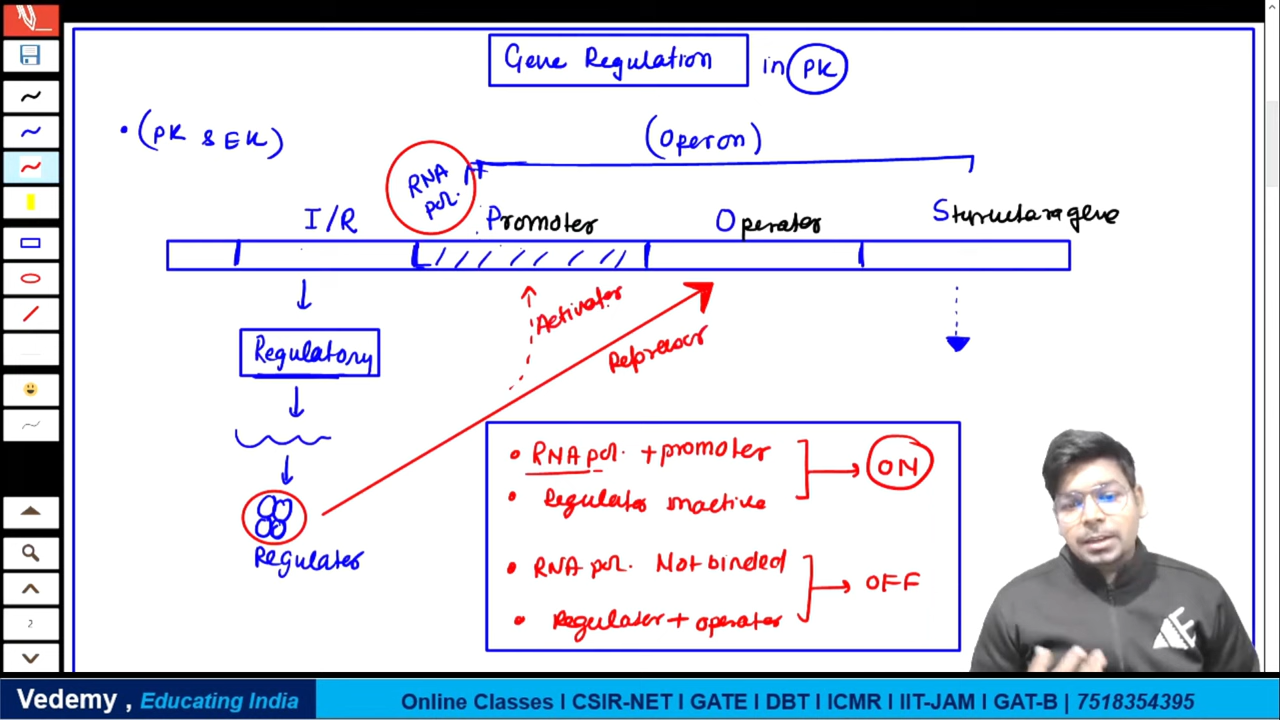 Gene Regulation in PK
• (PK & EK)
(Operon)
RNA
pol.
I/R
Promoter
Operator
Structuragene
Activator
Repressor
Regulatory
Regulator
• RNA pol. + promoter
• Regulator inactive
ON
• RNA pol. Not binded
• Regulator + operator
OFF
Vedemy , Educating India
Online Classes I CSIR-NET I GATE I DBT I ICMR I IIT-JAM I GAT-B | 7518354395